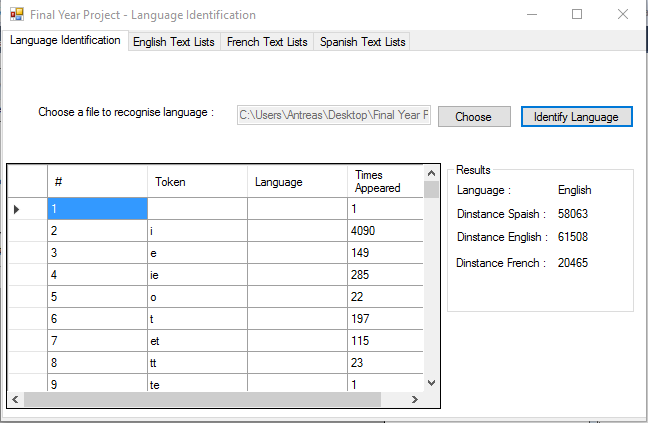 Final Year Project - Language Identification
Language Identification English Text Lists French Text Lists Spanish Text Lists
Choose a file to recognise language : C:\Users\Antreas\Desktop\Final Year F Choose Identify Language
# Token Language Times Appeared
1 1
2 i 4090
3 e 149
4 ie 285
5 o 22
6 t 197
7 et 115
8 tt 23
9 te 1
Results
Language : English
Dinstance Spaish : 58063
Dinstance English : 61508
Dinstance French : 20465